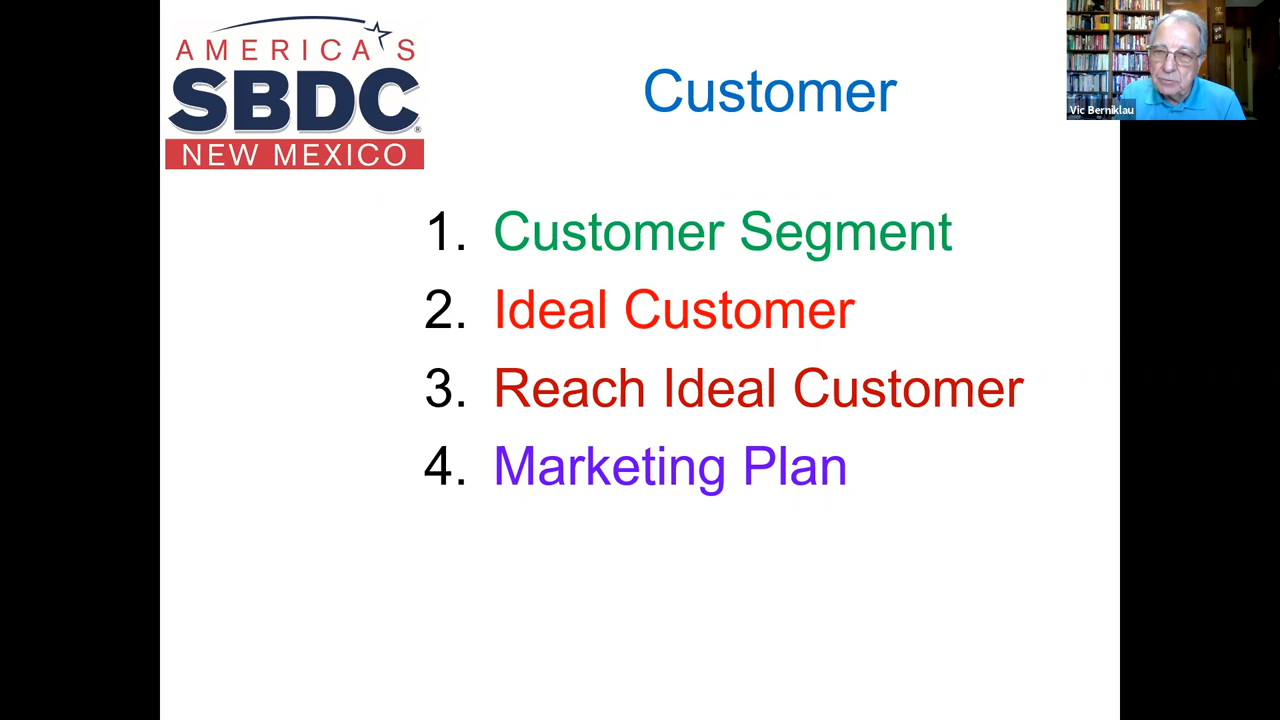 AMERICA'S
SBDC®
NEW MEXICO
Customer
Vic Berniklau
1. Customer Segment
2. Ideal Customer
3. Reach Ideal Customer
4. Marketing Plan